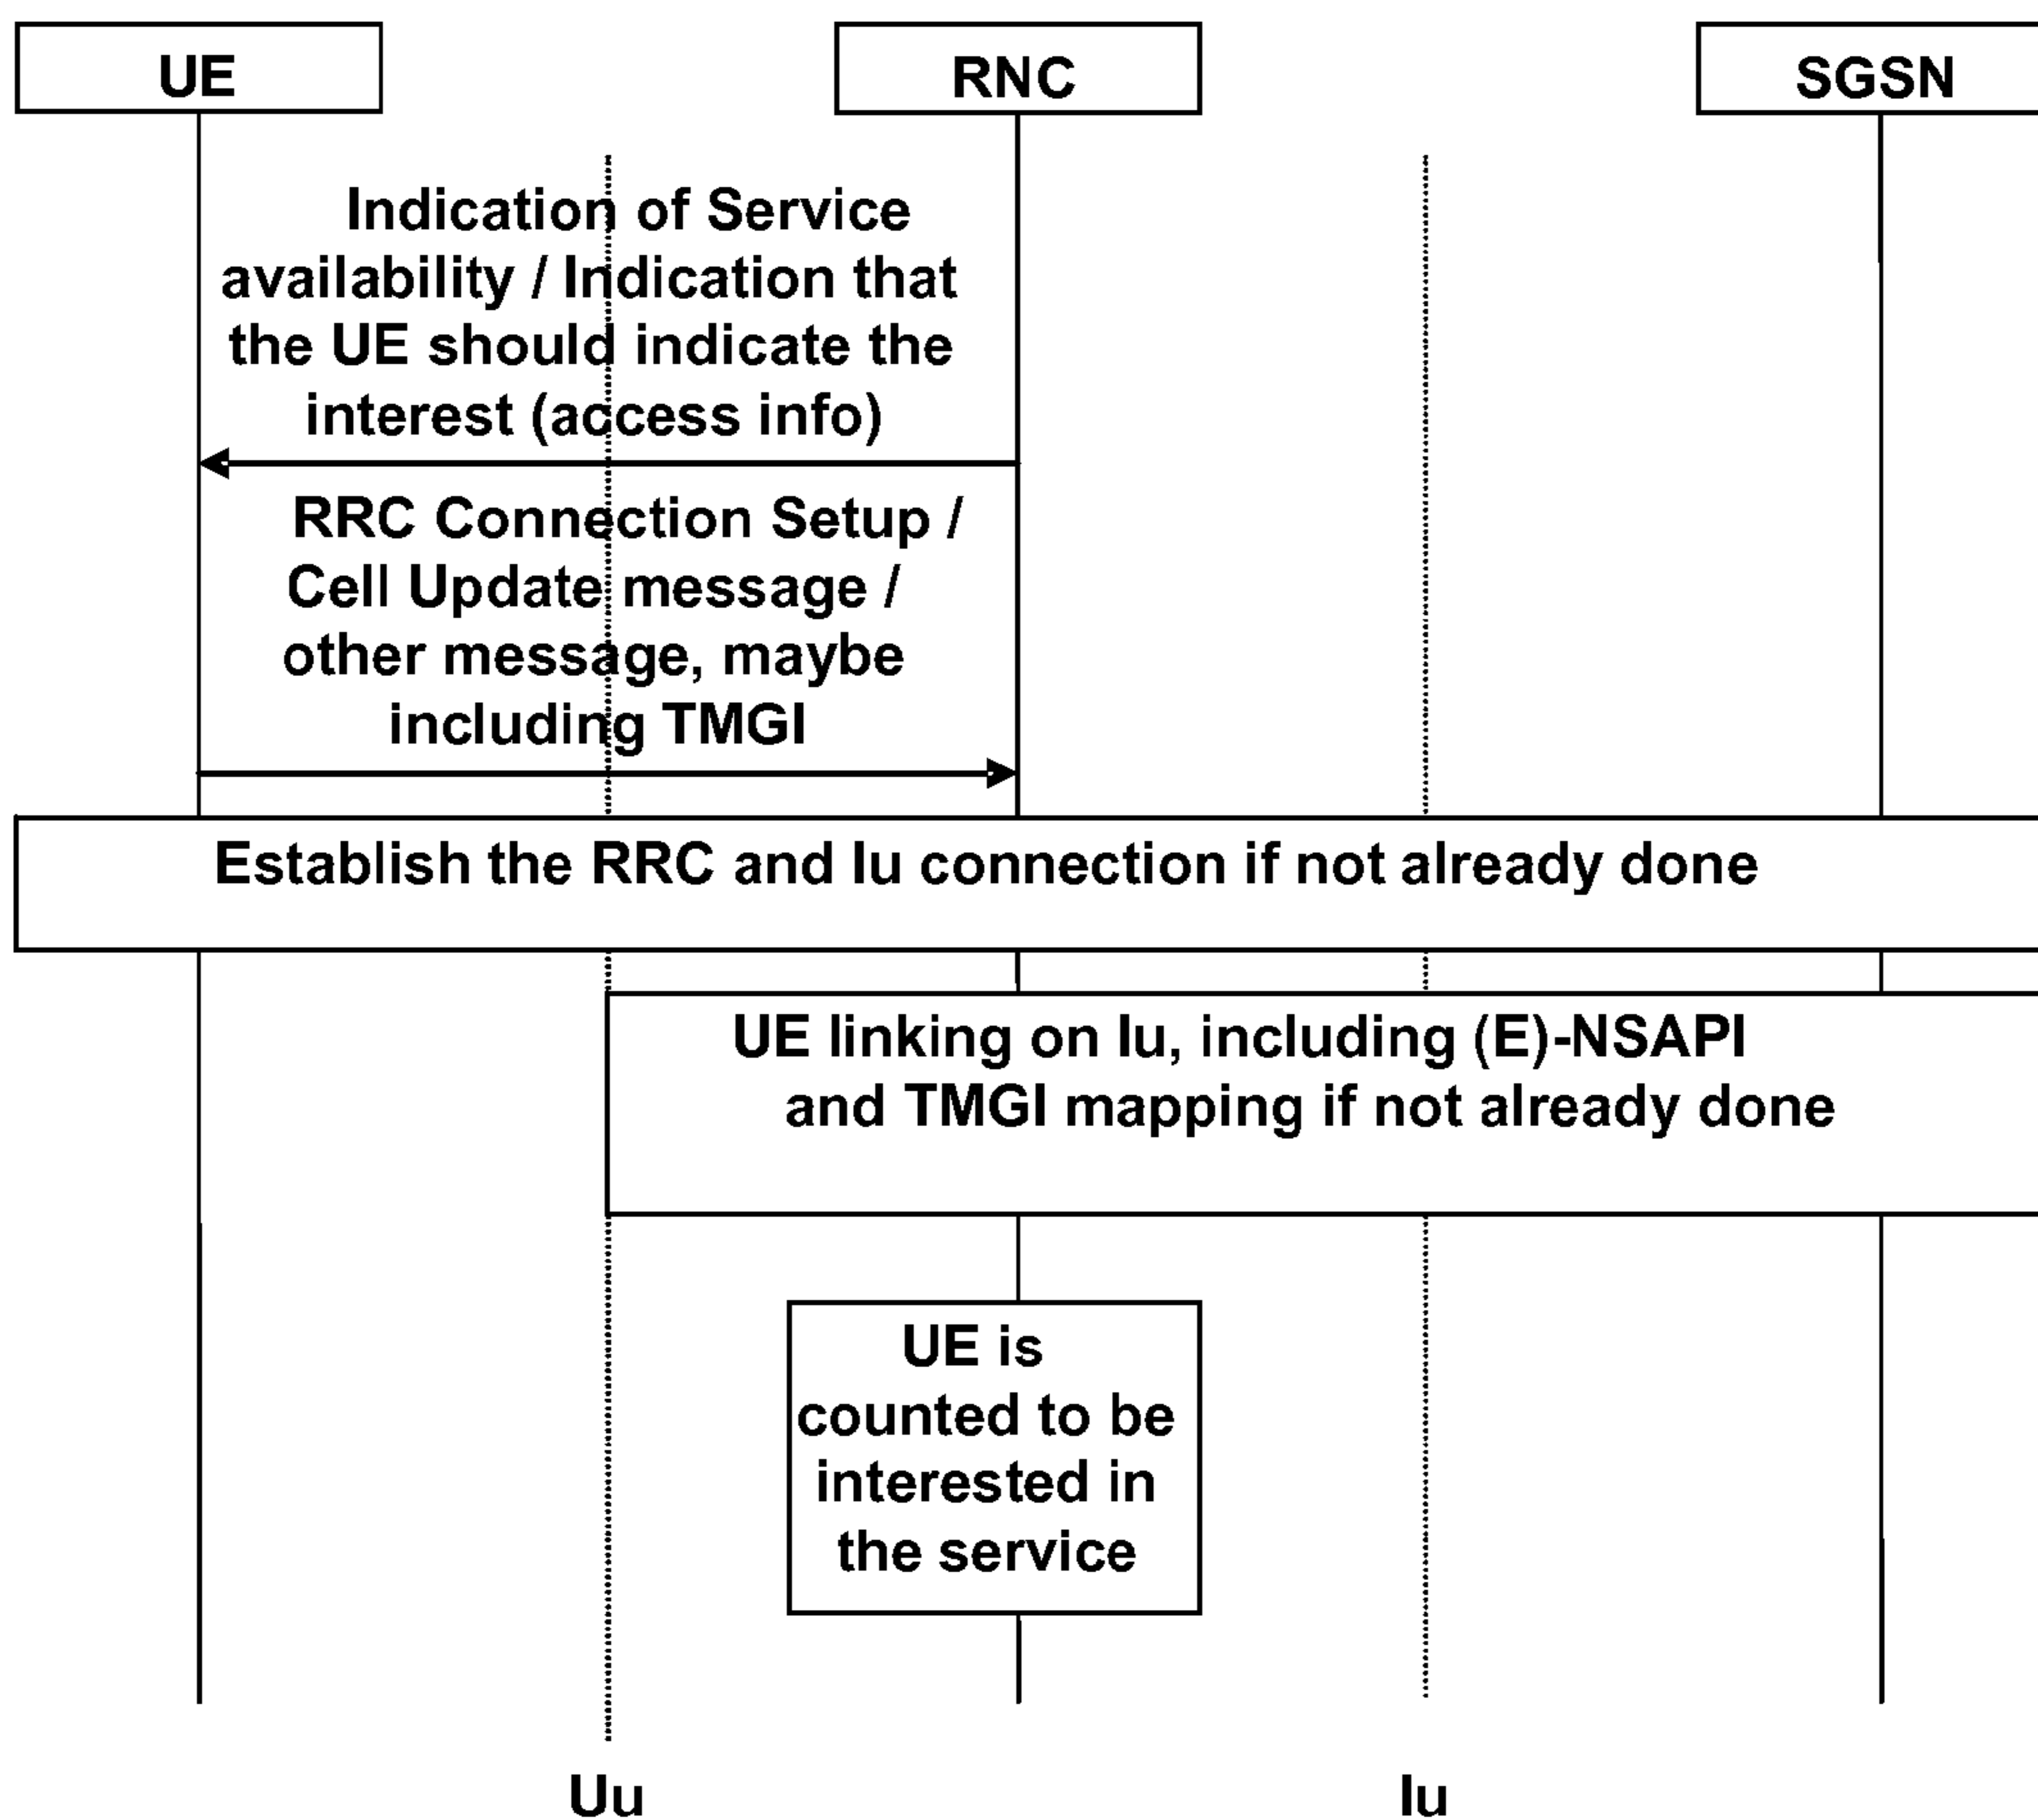 UE
RNC
SGSN
Indication of Service
availability / Indication that
the UE should indicate the
interest (access info)
RRC Connection Setup /
Cell Update message /
other message, maybe
including TMGI
Establish the RRC and Iu connection if not already done
UE linking on Iu, including (E)-NSAPI
and TMGI mapping if not already done
UE is
counted to be
interested in
the service
Uu
Iu